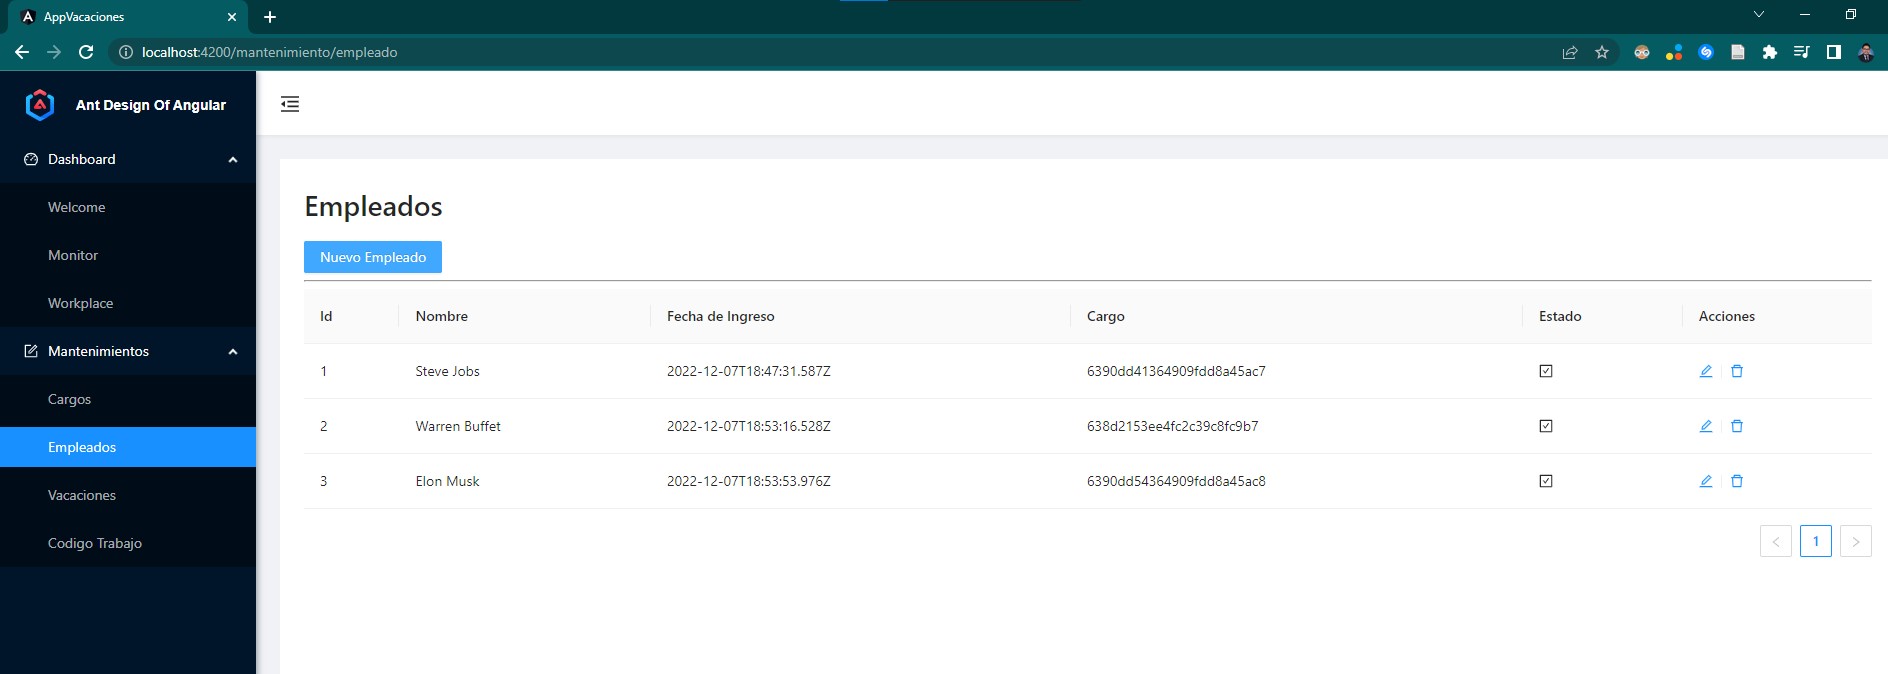 AppVacaciones
localhost:4200/mantenimiento/empleado
Ant Design Of Angular
Dashboard
Welcome
Monitor
Workplace
Mantenimientos
Cargos
Empleados
Vacaciones
Codigo Trabajo
Empleados
Nuevo Empleado
Id Nombre Fecha de Ingreso Cargo Estado Acciones
1 Steve Jobs 2022-12-07T18:47:31.587Z 6390dd41364909fdd8a45ac7
2 Warren Buffet 2022-12-07T18:53:16.528Z 638d2153ee4fc2c39c8fc9b7
3 Elon Musk 2022-12-07T18:53:53.976Z 6390dd54364909fdd8a45ac8
< 1 >